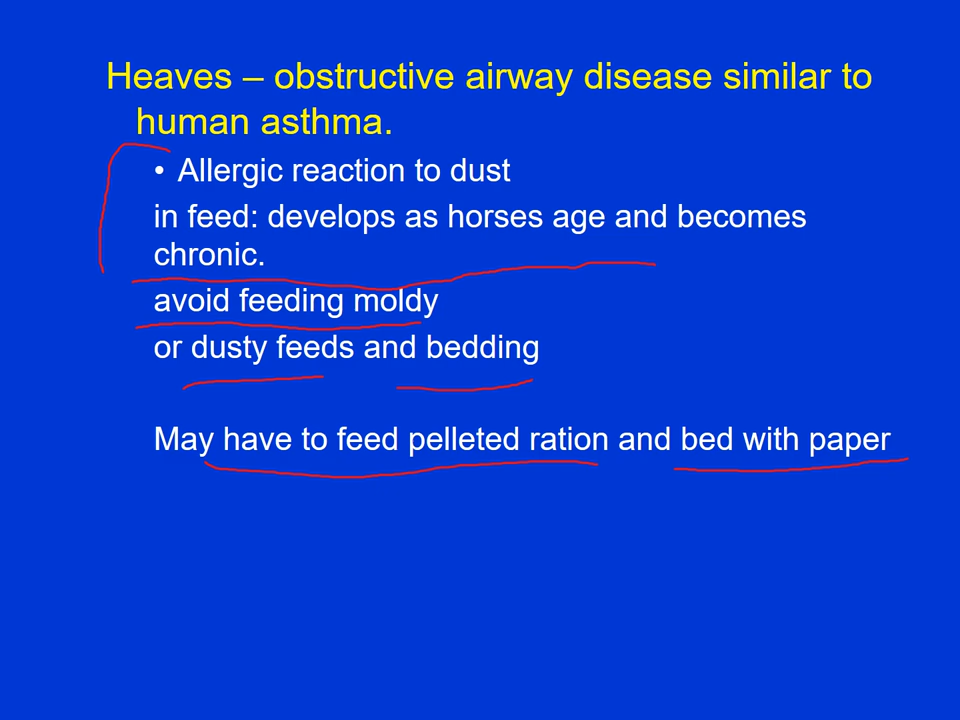 Heaves – obstructive airway disease similar to
human asthma.
• Allergic reaction to dust
in feed: develops as horses age and becomes
chronic.
avoid feeding moldy
or dusty feeds and bedding
May have to feed pelleted ration and bed with paper